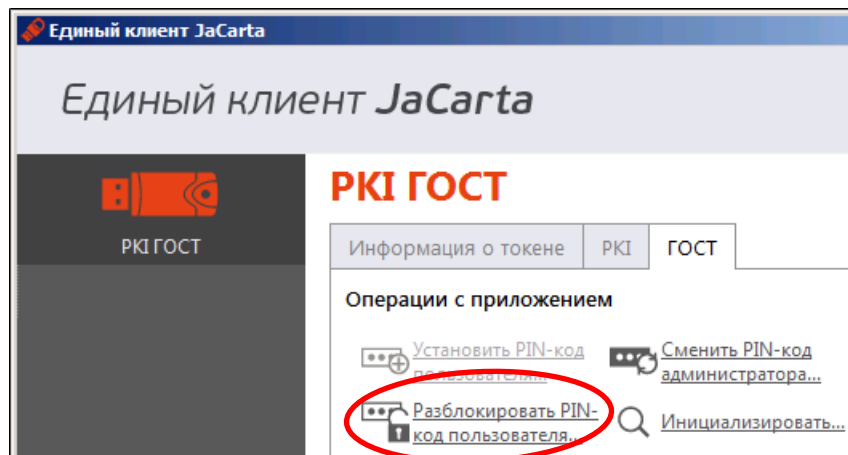 Единый клиент JaCarta
Единый клиент JaCarta
PKI ГОСТ
PKI ГОСТ
Информация о токене PKI ГОСТ
Операции с приложением
Установить PIN-код
пользователя...
Сменить PIN-код
администратора...
Разблокировать PIN-
код пользователя...
Инициализировать...